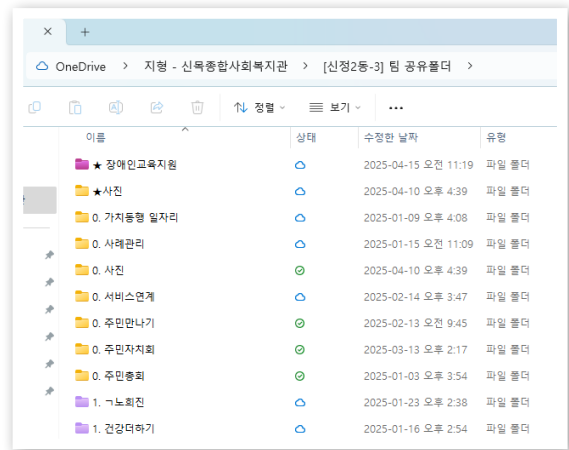 OneDrive > 지형 - 신목종합사회복지관 > [신정2동-3] 팀 공유폴더 >
정렬 보기 ...
이름 상태 수정한 날짜 유형
★ 장애인교육지원 2025-04-15 오전 11:19 파일 폴더
★사진 2025-04-10 오후 4:39 파일 폴더
0. 가치동행 일자리 2025-01-09 오후 4:08 파일 폴더
0. 사례관리 2025-01-15 오전 11:09 파일 폴더
0. 사진 2025-04-10 오후 4:39 파일 폴더
0. 서비스연계 2025-02-14 오후 3:47 파일 폴더
0. 주민만나기 2025-02-13 오전 9:45 파일 폴더
0. 주민자치회 2025-03-13 오후 2:17 파일 폴더
0. 주민총회 2025-01-03 오후 3:54 파일 폴더
1. ㄱ노희진 2025-01-23 오후 2:38 파일 폴더
1. 건강더하기 2025-01-16 오후 2:54 파일 폴더